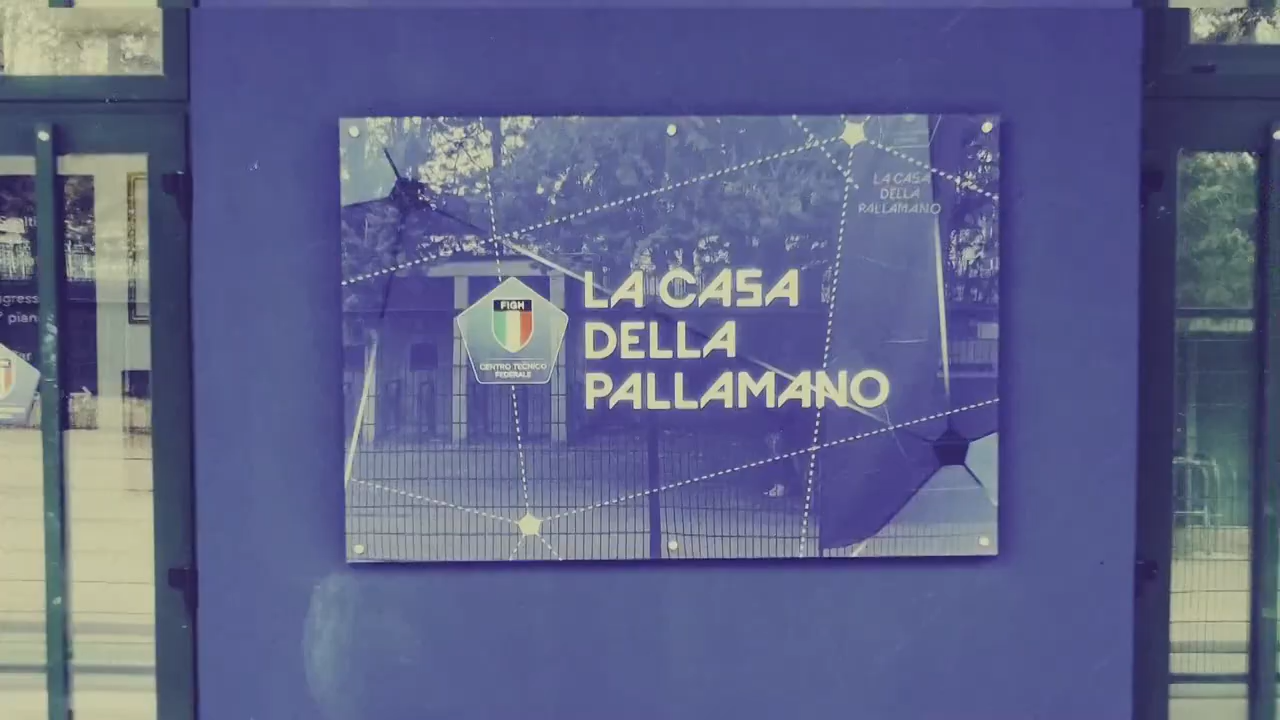 LA CASA
DELLA
PALLAMANO
FIGH
CENTRO TECNICO
FEDERALE
LA CASA
DELLA
PALLAMANO